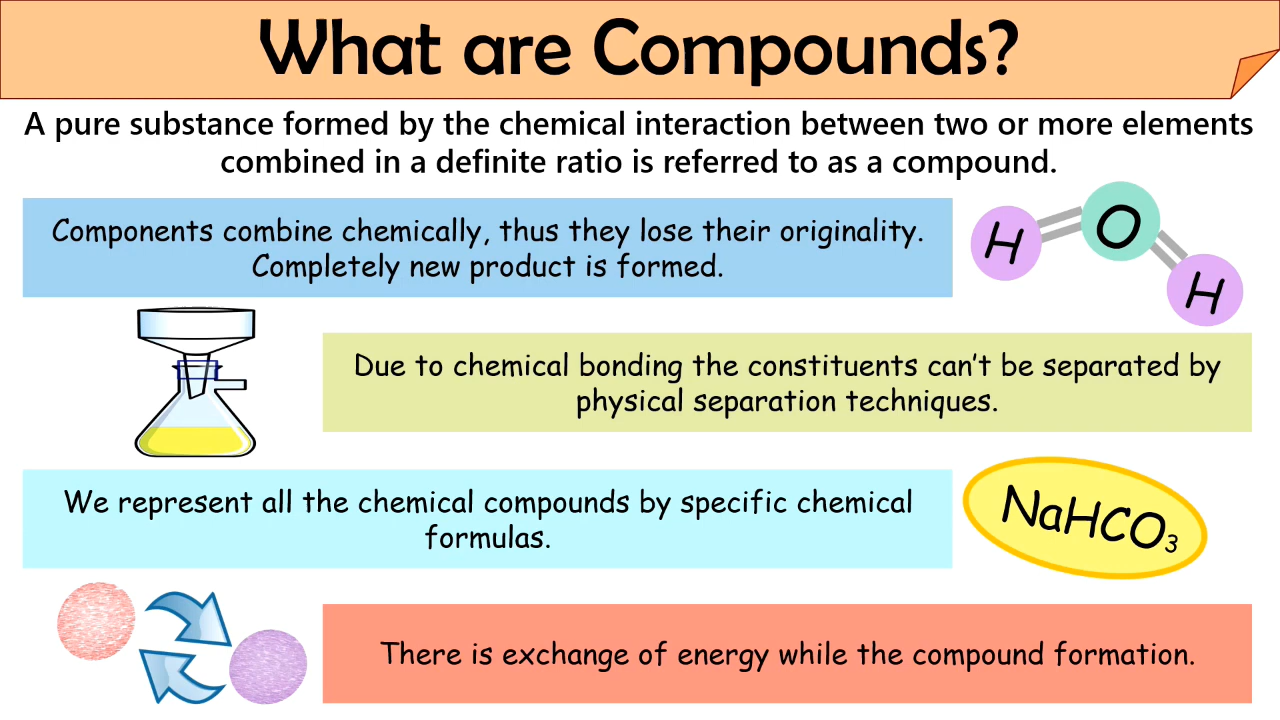 What are Compounds?
A pure substance formed by the chemical interaction between two or more elements
combined in a definite ratio is referred to as a compound.
Components combine chemically, thus they lose their originality.
Completely new product is formed.
H
O
H
Due to chemical bonding the constituents can't be separated by
physical separation techniques.
We represent all the chemical compounds by specific chemical
formulas.
NaHCO₃
There is exchange of energy while the compound formation.